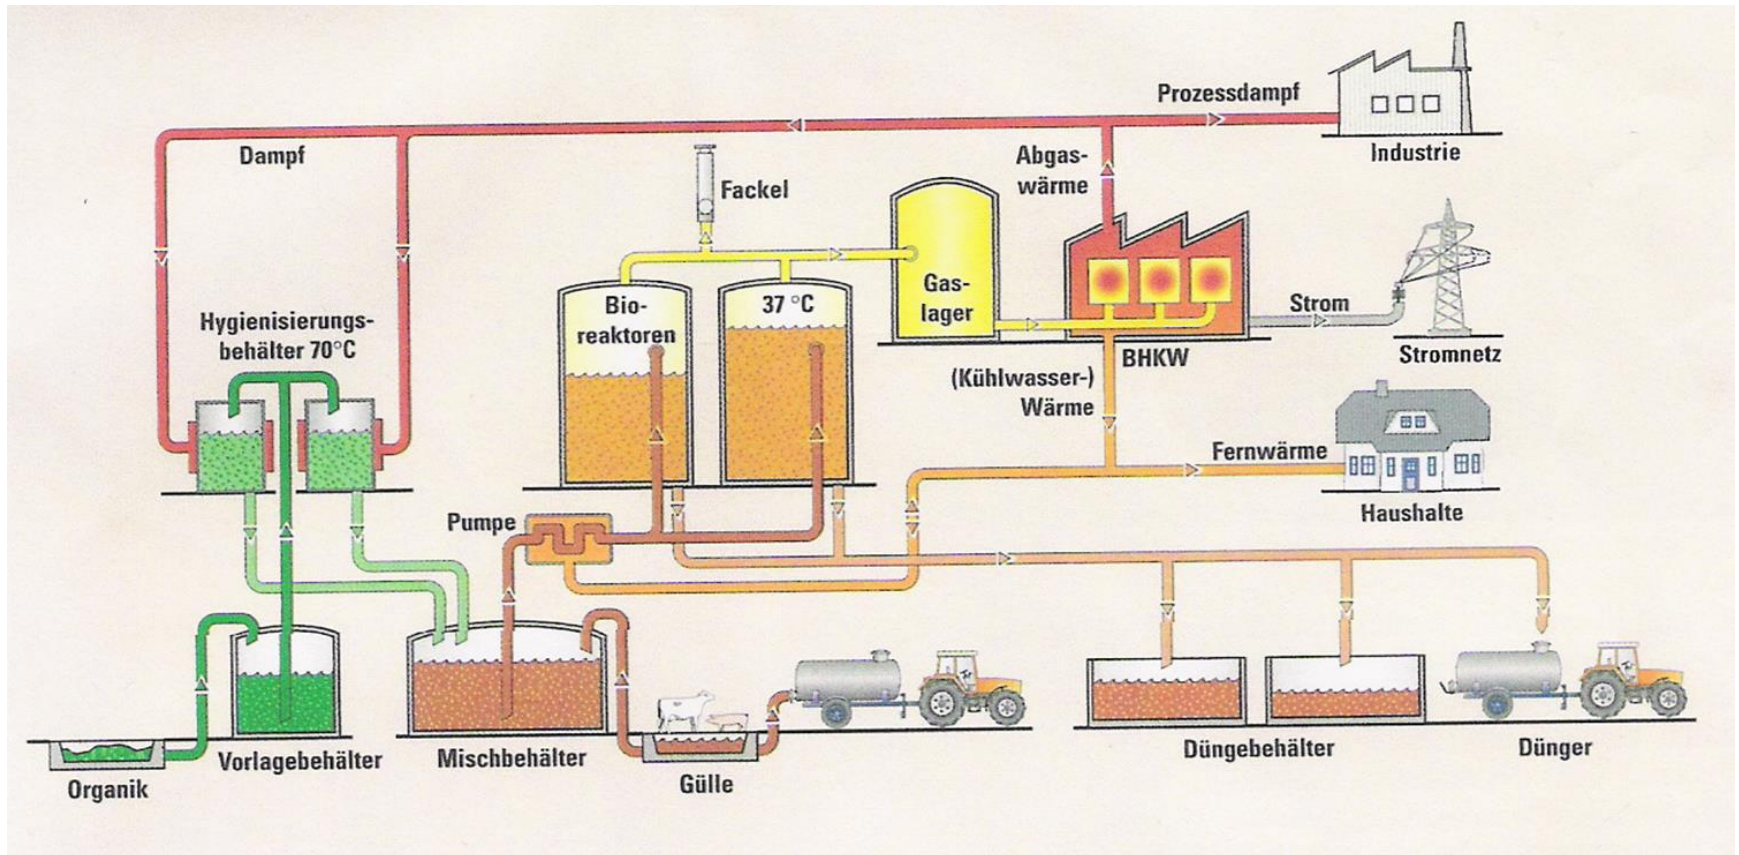 Prozessdampf
Industrie
Dampf
Abgas-
wärme
Fackel
Gas-
lager
Bio-
reaktoren
37 °C
Strom
Stromnetz
BHKW
Hygienisierungs-
behälter 70°C
(Kühlwasser-)
Wärme
Fernwärme
Haushalte
Pumpe
Vorlagebehälter
Mischbehälter
Organik
Gülle
Düngebehälter
Dünger